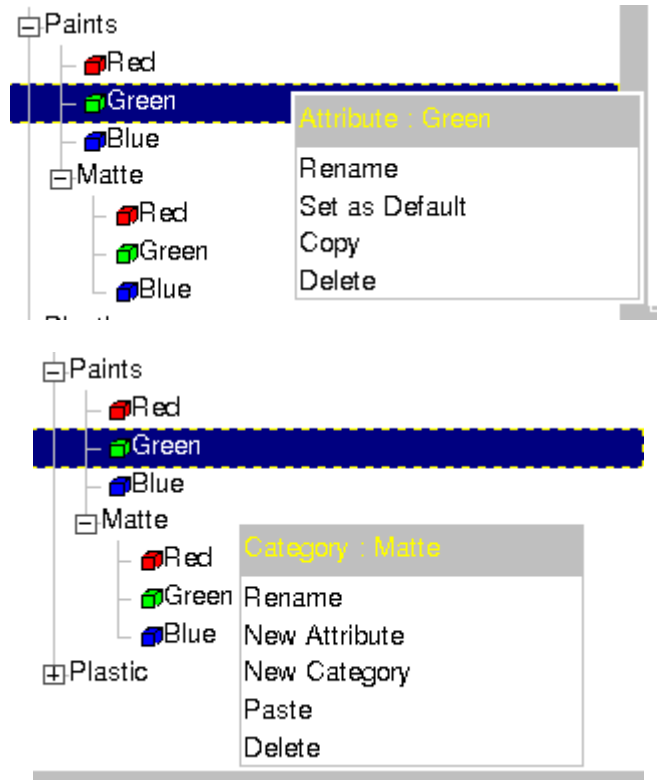 Paints
Red
Green
Blue
Matte
Red
Green
Blue
Attribute : Green
Rename
Set as Default
Copy
Delete
Paints
Red
Green
Blue
Matte
Red
Green
Blue
Plastic
Category : Matte
Rename
New Attribute
New Category
Paste
Delete